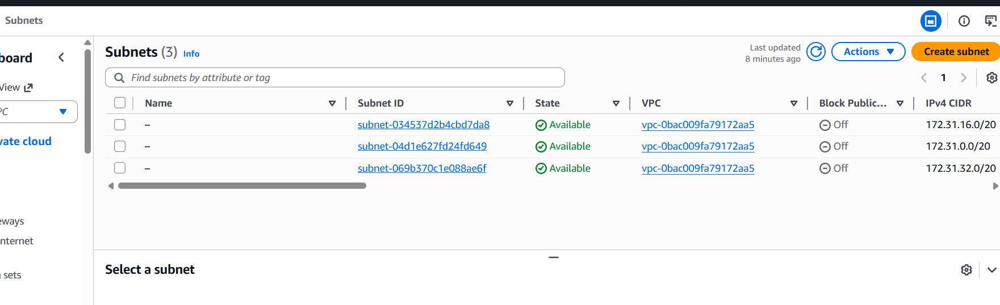 Subnets
board
View
PC
vate cloud
eways
nternet
sets
Subnets (3) Info
Last updated
8 minutes ago
Actions
Create subnet
Find subnets by attribute or tag
1
Name Subnet ID State VPC Block Public... IPv4 CIDR
– subnet-034537d2b4cbd7da8 Available vpc-0bac009fa79172aa5 Off 172.31.16.0/20
– subnet-04d1e627fd24fd649 Available vpc-0bac009fa79172aa5 Off 172.31.0.0/20
– subnet-069b370c1e088ae6f Available vpc-0bac009fa79172aa5 Off 172.31.32.0/20
Select a subnet